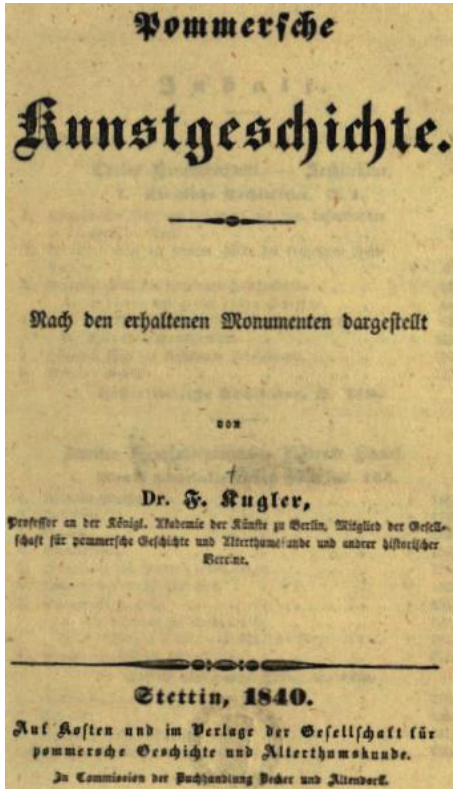 Pommersche
Kunstgeschichte.
Nach den erhaltenen Monumenten dargestellt
von
Dr. F. Kugler,
Professor an der Königl. Akademie der Künste zu Berlin, Mitglied der Gesell-
schaft für pommersche Geschichte und Alterthumskunde und andrer historischer
Vereine.
Stettin, 1840.
Auf Kosten und im Verlage der Gesellschaft für
pommersche Geschichte und Alterthumskunde.
In Commission der Buchhandlung Becker und Altendorff.